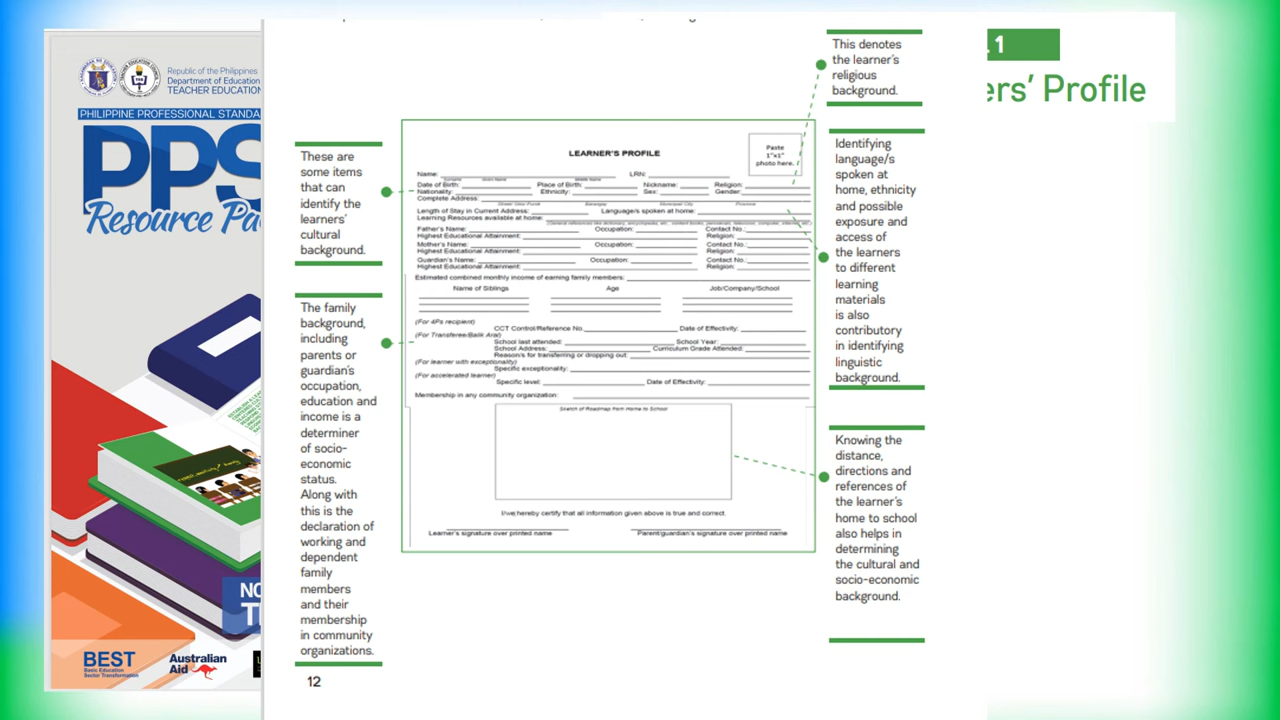 Republic of the Philippines
Department of Education
TEACHER EDUCATION
PHILIPPINE PROFESSIONAL STANDA
PPS
Resource Pa
NO
BEST
Basic Education
Sector Transformation
Australian
Aid
.1
ers' Profile
These are
some items
that can
identify the
learners'
cultural
background.
The family
background,
including
parents or
guardian's
occupation,
education and
income is a
determiner
of socio-
economic
status.
Along with
this is the
declaration of
working and
dependent
family
members
and their
membership
in community
organizations.
12
LEARNER'S PROFILE
Paste
1"x1"
photo here.
Name: LRN:
Surname Given Name Middle Name
Date of Birth: Place of Birth: Nickname: Religion:
Nationality: Ethnicity: Sex: Gender:
Complete Address:
Barangay Municipal/City Province
Length of Stay in Current Address: Language/s spoken at home:
Learning Resources available at home:
Father's Name: Occupation: Contact No.:
Highest Educational Attainment: Religion:
Mother's Name: Occupation: Contact No.:
Highest Educational Attainment: Religion:
Guardian's Name: Occupation: Contact No.:
Highest Educational Attainment: Religion:
Estimated combined monthly income of earning family members:
Name of Siblings Age Job/Company/School
(For 4Ps recipient)
CCT Control/Reference No. Date of Effectivity:
(For Transferee/Balik Aral)
School last attended: School Year:
School Address: Curriculum Grade Attended:
Reason/s for transferring or dropping out:
(For learner with exceptionality)
Specific exceptionality:
(For accelerated learner)
Specific level: Date of Effectivity:
Membership in any community organization:
Sketch of Roadmap from Home to School
I/we hereby certify that all information given above is true and correct.
Learner's signature over printed name Parent/guardian's signature over printed name
This denotes
the learner's
religious
background.
Identifying
language/s
spoken at
home, ethnicity
and possible
exposure and
access of
the learners
to different
learning
materials
is also
contributory
in identifying
linguistic
background.
Knowing the
distance,
directions and
references of
the learner's
home to school
also helps in
determining
the cultural and
socio-economic
background.